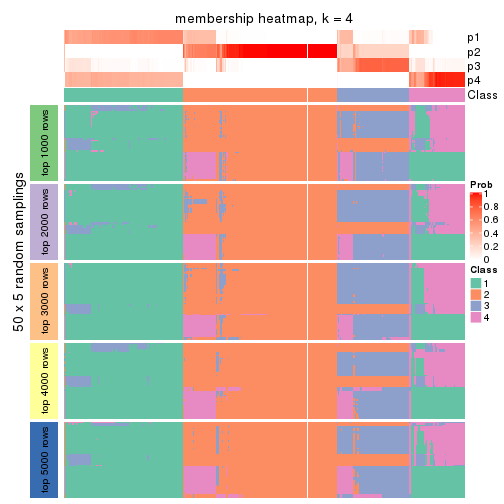 membership heatmap, k = 4
p1
p2
p3
p4
Class
50 x 5 random samplings
top 1000 rows
top 2000 rows
top 3000 rows
top 4000 rows
top 5000 rows
Prob
1
0.8
0.6
0.4
0.2
0
Class
1
2
3
4